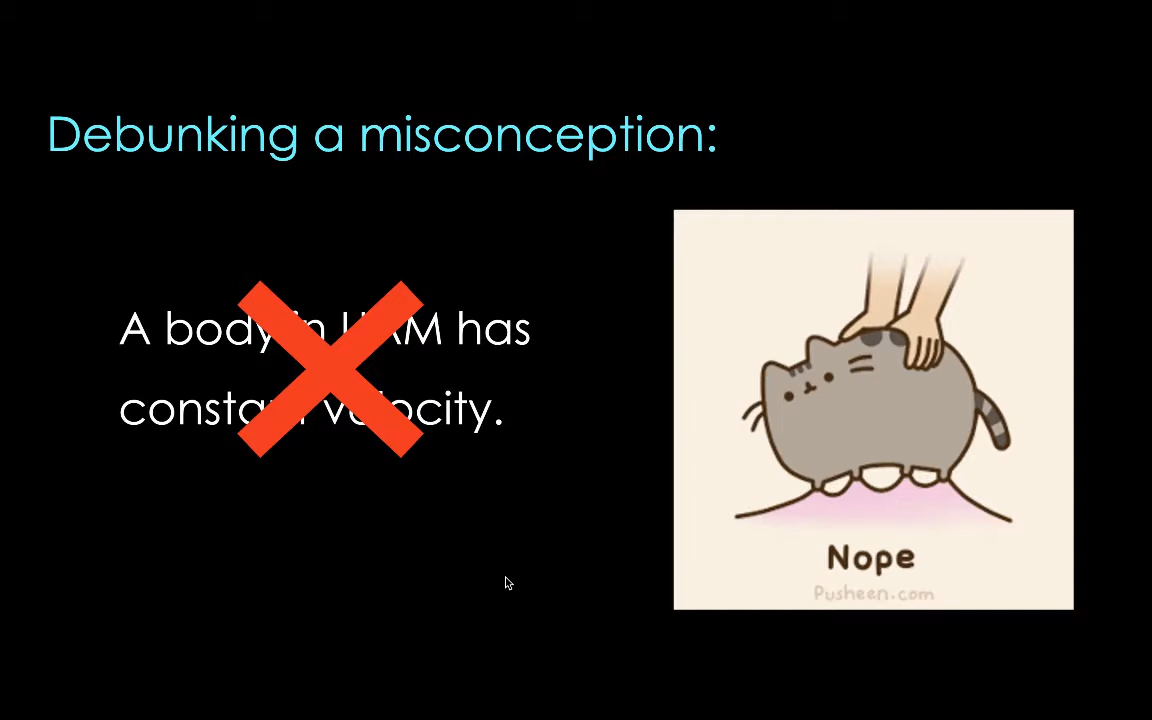 Debunking a misconception:
A body in UAM has
constant velocity.
Nope
Pusheen.com